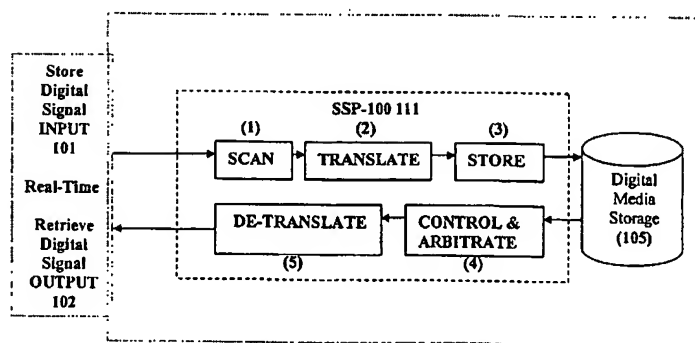 Store
Digital
Signal
INPUT
101
Real-Time
Retrieve
Digital
Signal
OUTPUT
102
SSP-100 111
(1)
(2)
(3)
SCAN
TRANSLATE
STORE
DE-TRANSLATE
CONTROL &
ARBITRATE
(5)
(4)
Digital
Media
Storage
(105)